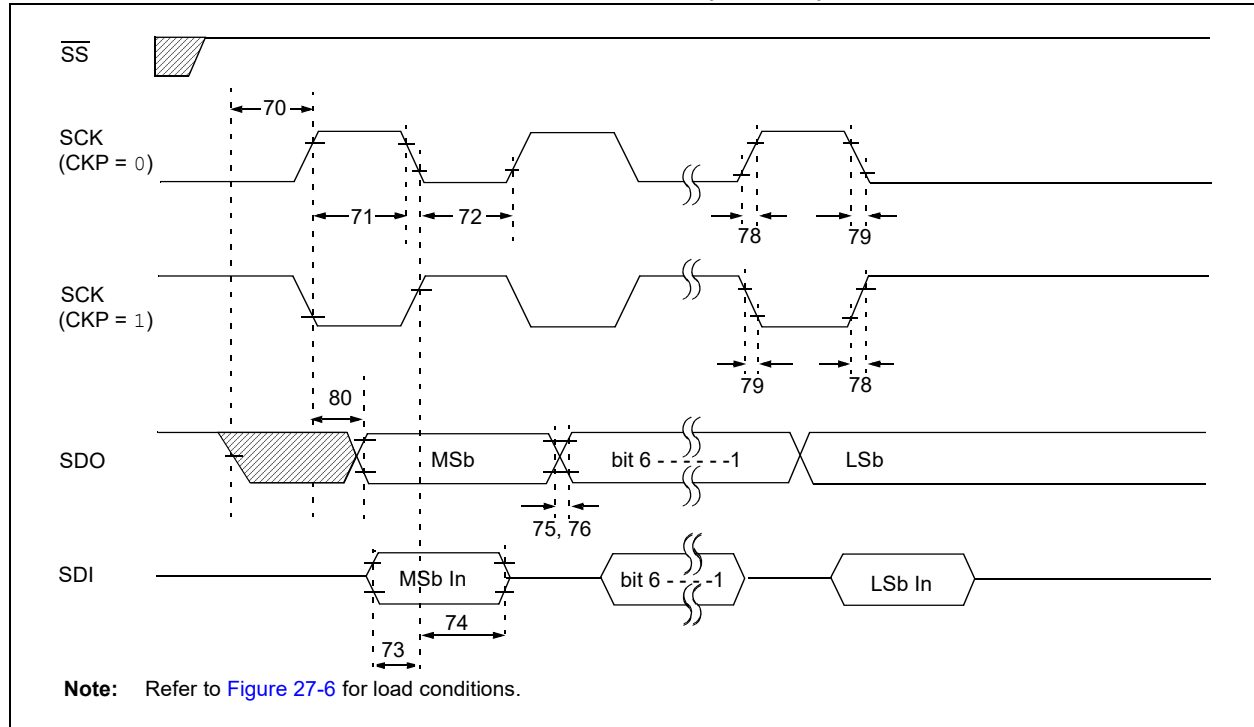 SS
70
SCK
(CKP = 0)
71
72
78
79
SCK
(CKP = 1)
79
78
80
SDO
MSb
bit 6 - - - - - -1
LSb
75, 76
SDI
MSb In
bit 6 - - - -1
LSb In
74
73
Note: Refer to Figure 27-6 for load conditions.